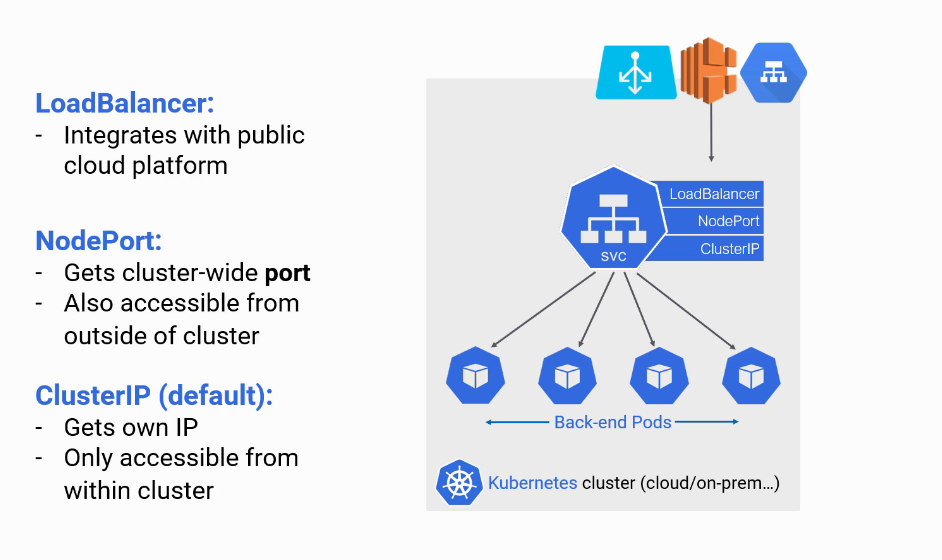 LoadBalancer:
- Integrates with public
cloud platform
NodePort:
- Gets cluster-wide port
- Also accessible from
outside of cluster
ClusterIP (default):
- Gets own IP
- Only accessible from
within cluster
LoadBalancer
NodePort
ClusterIP
svc
Back-end Pods
Kubernetes cluster (cloud/on-prem…)